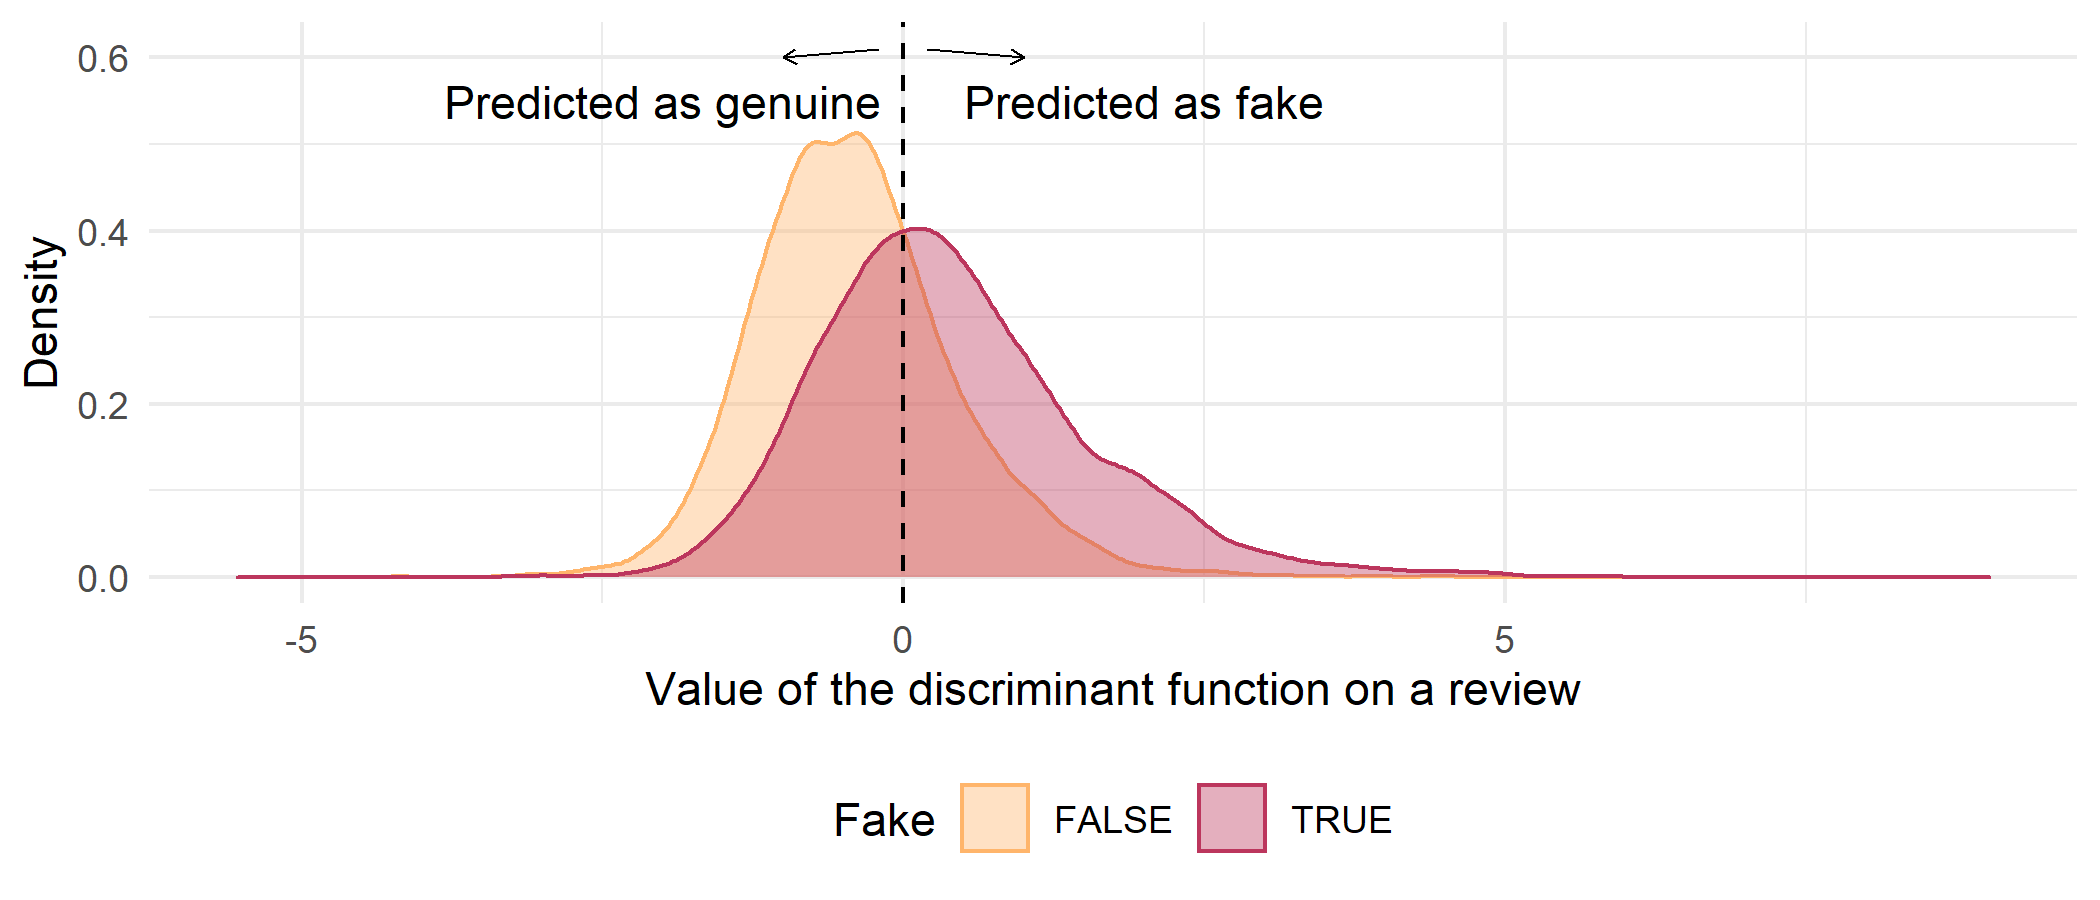 0.6
Predicted as genuine Predicted as fake
0.4
Density
0.2
0.0
-5 0 5
Value of the discriminant function on a review
Fake FALSE TRUE